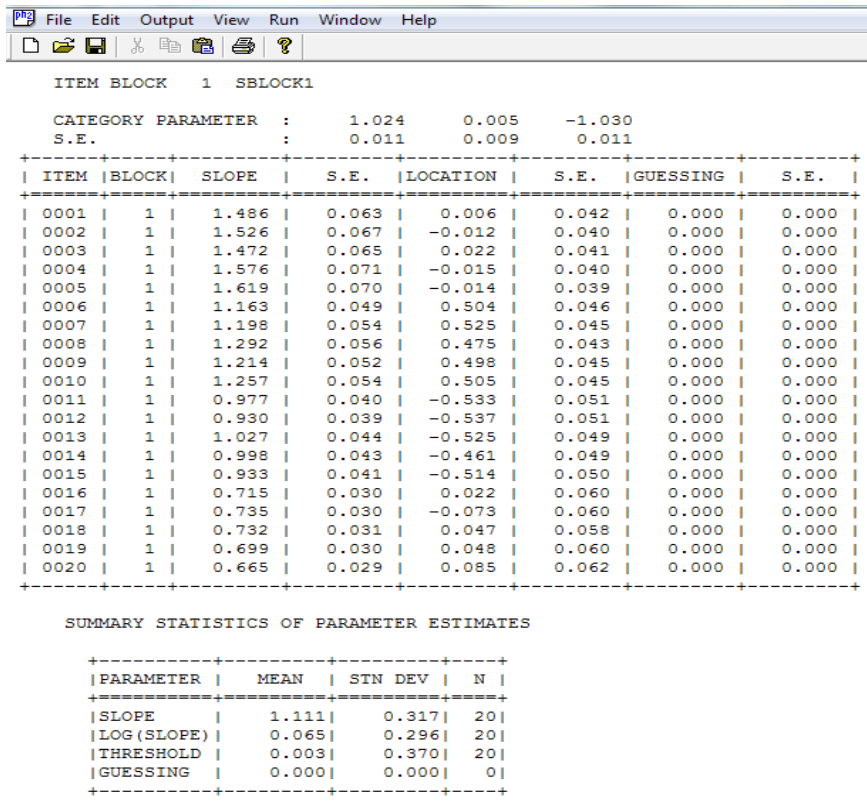 File Edit Output View Run Window Help
ITEM BLOCK 1 SBLOCK1
CATEGORY PARAMETER : 1.024 0.005 -1.030
S.E. : 0.011 0.009 0.011
+------+-----+---------+---------+---------+---------+---------+---------+
| ITEM |BLOCK| SLOPE | S.E. |LOCATION | S.E. |GUESSING | S.E. |
+======+=====+=========+=========+=========+=========+=========+=========+
| 0001 | 1 | 1.486 | 0.063 | 0.006 | 0.042 | 0.000 | 0.000 |
| 0002 | 1 | 1.526 | 0.067 | -0.012 | 0.040 | 0.000 | 0.000 |
| 0003 | 1 | 1.472 | 0.065 | 0.022 | 0.041 | 0.000 | 0.000 |
| 0004 | 1 | 1.576 | 0.071 | -0.015 | 0.040 | 0.000 | 0.000 |
| 0005 | 1 | 1.619 | 0.070 | -0.014 | 0.039 | 0.000 | 0.000 |
| 0006 | 1 | 1.163 | 0.049 | 0.504 | 0.046 | 0.000 | 0.000 |
| 0007 | 1 | 1.198 | 0.054 | 0.525 | 0.045 | 0.000 | 0.000 |
| 0008 | 1 | 1.292 | 0.056 | 0.475 | 0.043 | 0.000 | 0.000 |
| 0009 | 1 | 1.214 | 0.052 | 0.498 | 0.045 | 0.000 | 0.000 |
| 0010 | 1 | 1.257 | 0.054 | 0.505 | 0.045 | 0.000 | 0.000 |
| 0011 | 1 | 0.977 | 0.040 | -0.533 | 0.051 | 0.000 | 0.000 |
| 0012 | 1 | 0.930 | 0.039 | -0.537 | 0.051 | 0.000 | 0.000 |
| 0013 | 1 | 1.027 | 0.044 | -0.525 | 0.049 | 0.000 | 0.000 |
| 0014 | 1 | 0.998 | 0.043 | -0.461 | 0.049 | 0.000 | 0.000 |
| 0015 | 1 | 0.933 | 0.041 | -0.514 | 0.050 | 0.000 | 0.000 |
| 0016 | 1 | 0.715 | 0.030 | 0.022 | 0.060 | 0.000 | 0.000 |
| 0017 | 1 | 0.735 | 0.030 | -0.073 | 0.060 | 0.000 | 0.000 |
| 0018 | 1 | 0.732 | 0.031 | 0.047 | 0.058 | 0.000 | 0.000 |
| 0019 | 1 | 0.699 | 0.030 | 0.048 | 0.060 | 0.000 | 0.000 |
| 0020 | 1 | 0.665 | 0.029 | 0.085 | 0.062 | 0.000 | 0.000 |
+------+-----+---------+---------+---------+---------+---------+---------+
SUMMARY STATISTICS OF PARAMETER ESTIMATES
+----------+---------+---------+----+
|PARAMETER | MEAN | STN DEV | N |
+==========+=========+=========+====+
|SLOPE | 1.111| 0.317| 20|
|LOG(SLOPE)| 0.065| 0.296| 20|
|THRESHOLD | 0.003| 0.370| 20|
|GUESSING | 0.000| 0.000| 0|
+----------+---------+---------+----+